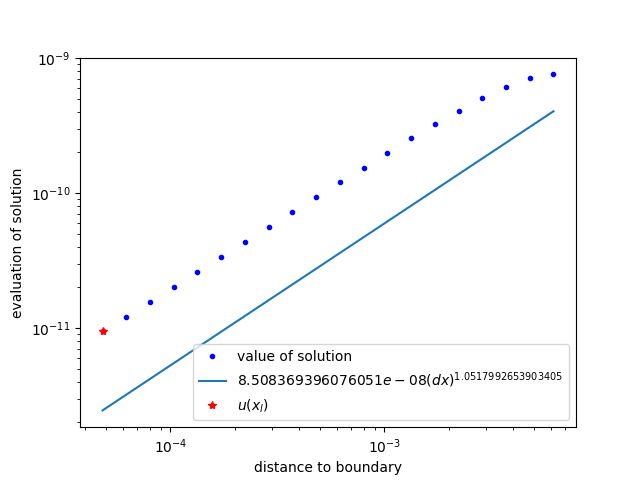 10^{-9}
10^{-10}
10^{-11}
evaluation of solution
value of solution
8.508369396076051e − 08(dx)^{1.0517992653903405}
u(x_I)
10^{-4}
10^{-3}
distance to boundary